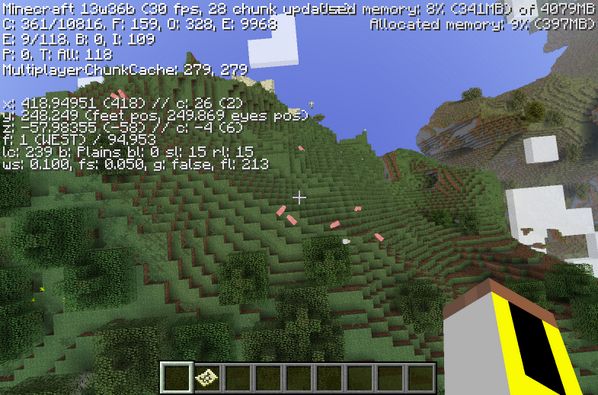 Minecraft 13w36b (30 fps, 28 chunk upda
Used memory: 8% (341MB) of 4079MB
C: 361/10816. F: 159, O: 328, E: 9968
Allocated memory: 9% (397MB)
E: 9/118. B: 0, I: 109
P: 0. T: All: 118
MultiplayerChunkCache: 279, 279
x: 418.94951 (418) // c: 26 (2)
y: 248.249 (feet pos, 249.869 eyes pos)
z: -57.98355 (-58) // c: -4 (6)
f: 1 (WEST) / 94.953
lc: 239 b: Plains bl: 0 sl: 15 rl: 15
ws: 0.100, fs: 0.050, g: false, fl: 213